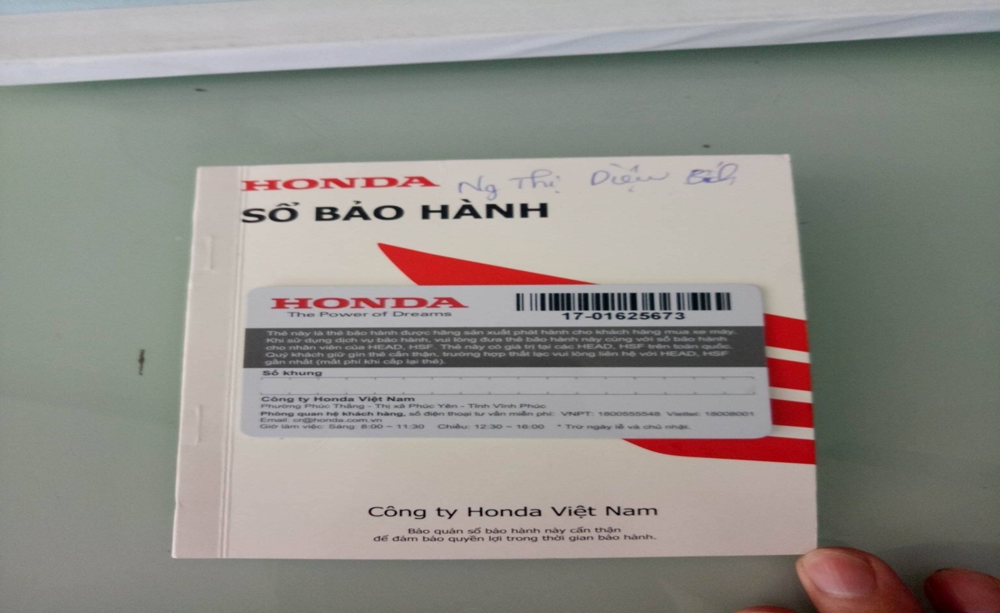 HONDA Ng Thị Diệu
SỔ BẢO HÀNH
HONDA
The Power of Dreams
17-01625673
Thẻ này là thẻ bảo hành được hãng sản xuất phát hành cho khách hàng mua xe máy.
Khi sử dụng dịch vụ bảo hành, vui lòng đưa thẻ bảo hành này cùng với sổ bảo hành
cho nhân viên của HEAD, HSF. Thẻ này có giá trị tại các HEAD, HSF trên toàn quốc.
Quý khách giữ gìn thẻ cẩn thận, trường hợp thất lạc vui lòng liên hệ với HEAD, HSF
gần nhất (mất phí khi cấp lại thẻ).
Số khung
Công ty Honda Việt Nam
Phường Phúc Thắng - Thị xã Phúc Yên - Tỉnh Vĩnh Phúc
Phòng quan hệ khách hàng, số điện thoại tư vấn miễn phí: VNPT: 1800555548 Viettel: 18008001
Email: cr@honda.com.vn
Giờ làm việc: Sáng: 8:00 ~ 11:30 Chiều: 12:30 ~ 16:00 * Trừ ngày lễ và chủ nhật.
Công ty Honda Việt Nam
Bảo quản sổ bảo hành này cẩn thận
để đảm bảo quyền lợi trong thời gian bảo hành.